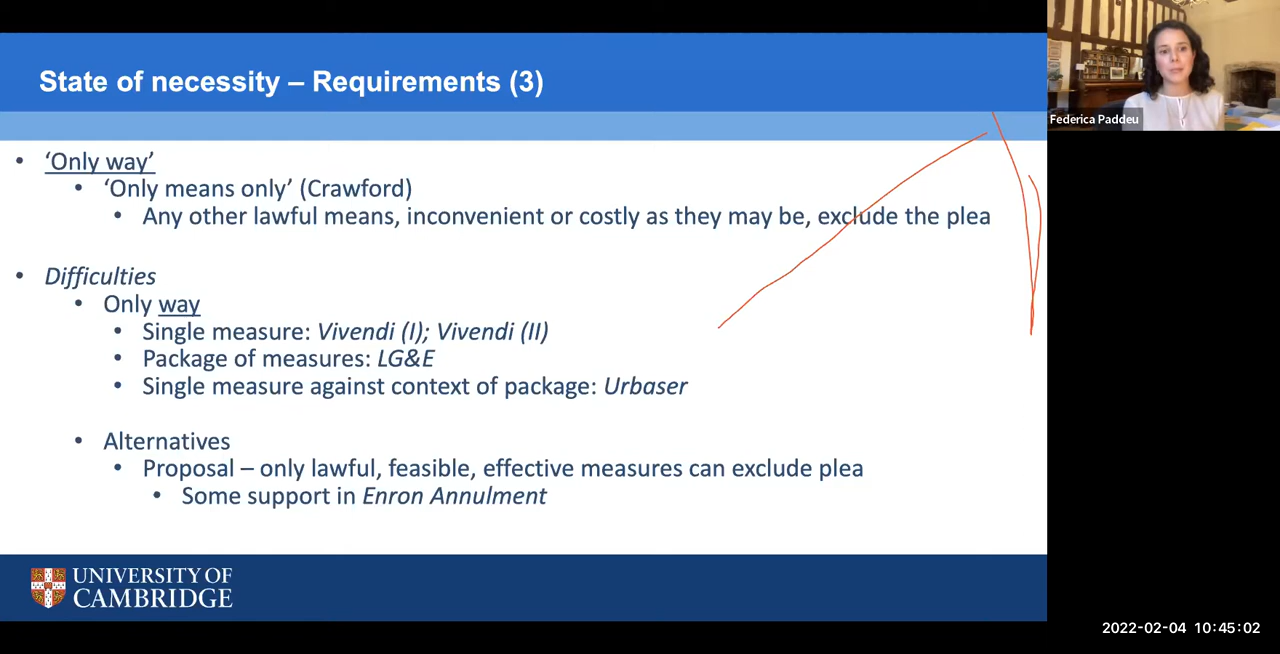 State of necessity – Requirements (3)
Federica Paddeu
• ‘Only way’
• ‘Only means only’ (Crawford)
• Any other lawful means, inconvenient or costly as they may be, exclude the plea
• Difficulties
• Only way
• Single measure: Vivendi (I); Vivendi (II)
• Package of measures: LG&E
• Single measure against context of package: Urbaser
• Alternatives
• Proposal – only lawful, feasible, effective measures can exclude plea
• Some support in Enron Annulment
UNIVERSITY OF
CAMBRIDGE
2022-02-04 10:45:02